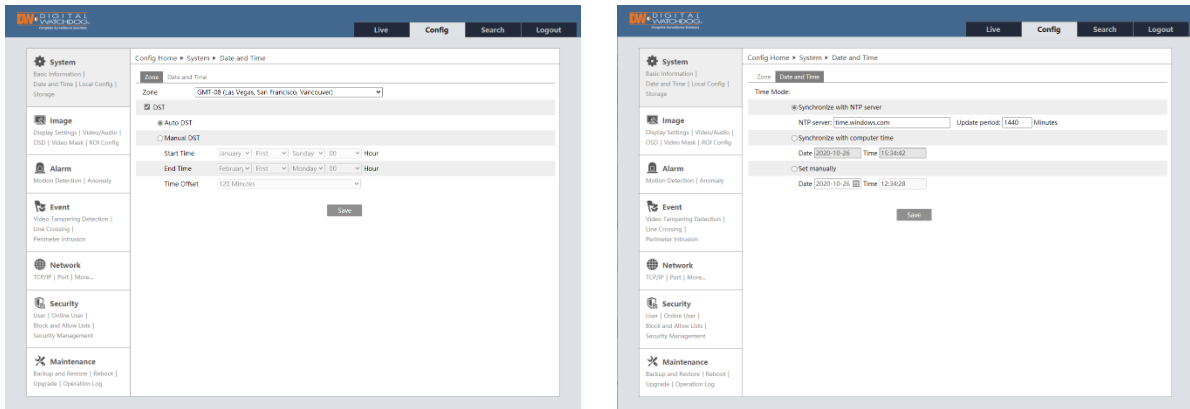 DW DIGITAL WATCHDOG
Complete Surveillance Solutions
Live Config Search Logout
System
Basic Information |
Date and Time | Local Config |
Storage
Image
Display Settings | Video/Audio |
OSD | Video Mask | ROI Config
Alarm
Motion Detection | Anomaly
Event
Video Tampering Detection |
Line Crossing |
Perimeter Intrusion
Network
TCP/IP | Port | More...
Security
User | Online User |
Block and Allow Lists |
Security Management
Maintenance
Backup and Restore | Reboot |
Upgrade | Operation Log
Config Home ▸ System ▸ Date and Time
Zone Date and Time
Zone GMT-08 (Las Vegas, San Francisco, Vancouver)
DST
Auto DST
Manual DST
Start Time January First Sunday 00 Hour
End Time February First Monday 00 Hour
Time Offset 120 Minutes
Save
DW DIGITAL WATCHDOG
Complete Surveillance Solutions
Live Config Search Logout
System
Basic Information |
Date and Time | Local Config |
Storage
Image
Display Settings | Video/Audio |
OSD | Video Mask | ROI Config
Alarm
Motion Detection | Anomaly
Event
Video Tampering Detection |
Line Crossing |
Perimeter Intrusion
Network
TCP/IP | Port | More...
Security
User | Online User |
Block and Allow Lists |
Security Management
Maintenance
Backup and Restore | Reboot |
Upgrade | Operation Log
Config Home ▸ System ▸ Date and Time
Zone Date and Time
Time Mode:
Synchronize with NTP server
NTP server: time.windows.com Update period: 1440 Minutes
Synchronize with computer time
Date 2020-10-26 Time 15:34:42
Set manually
Date 2020-10-26 Time 12:34:28
Save